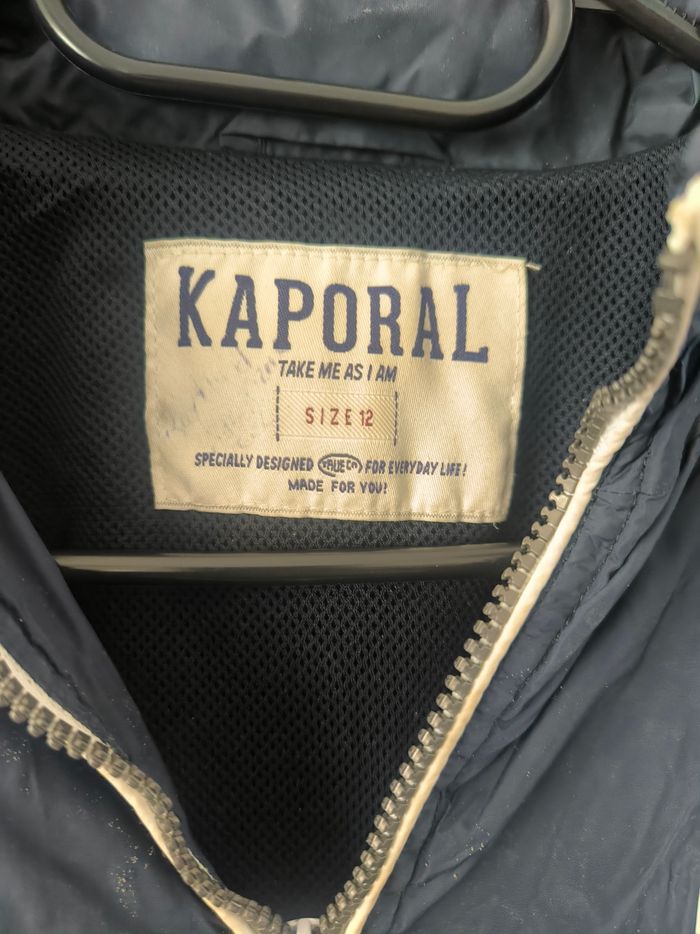 KAPORAL
TAKE ME AS I AM
SIZE 12
SPECIALLY DESIGNED FOR EVERYDAY LIFE!
MADE FOR YOU!